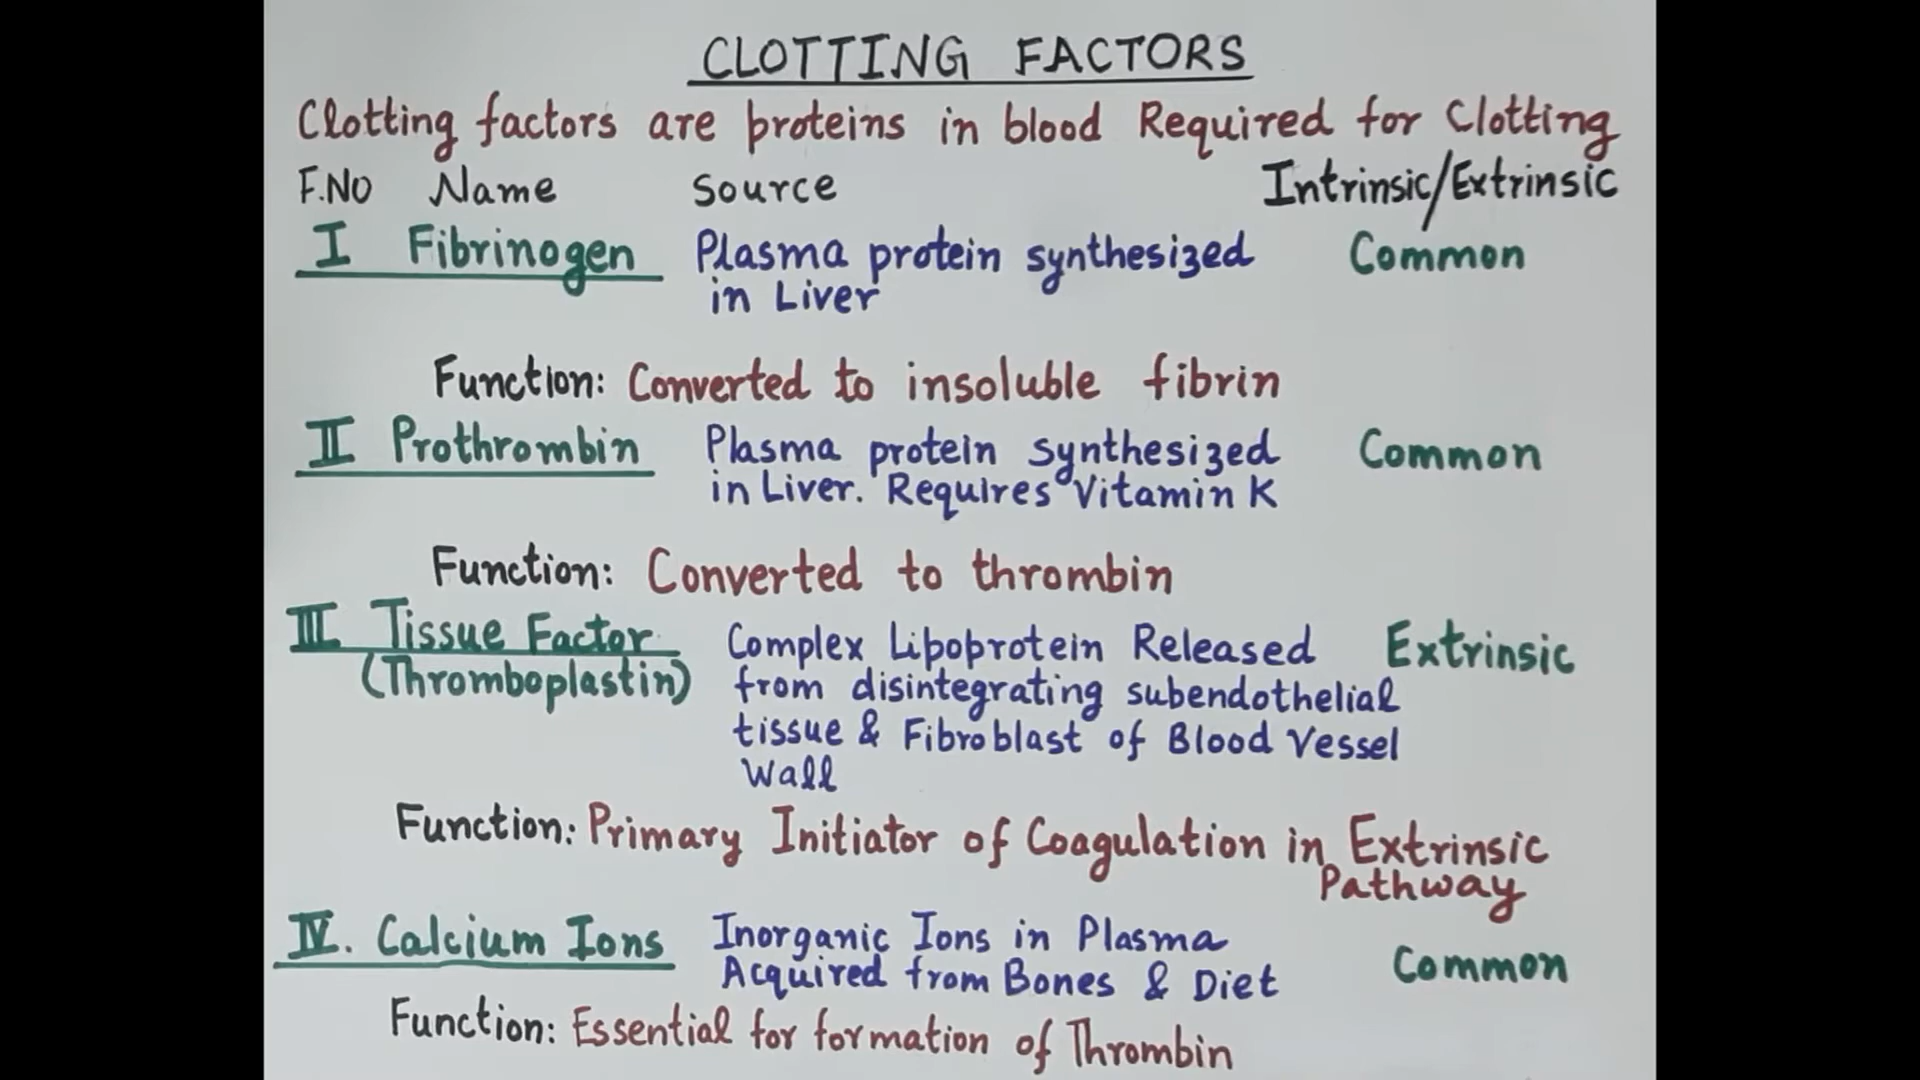 CLOTTING FACTORS
Clotting factors are proteins in blood Required for Clotting
F.NO Name Source Intrinsic/Extrinsic
I Fibrinogen Plasma protein synthesized Common
in Liver
Function: Converted to insoluble fibrin
II Prothrombin Plasma protein synthesized Common
in Liver. Requires Vitamin K
Function: Converted to thrombin
III. Tissue Factor Complex Lipoprotein Released Extrinsic
(Thromboplastin) from disintegrating subendothelial
tissue & Fibroblast of Blood Vessel
Wall
Function: Primary Initiator of Coagulation in Extrinsic
Pathway
IV. Calcium Ions Inorganic Ions in Plasma Common
Acquired from Bones & Diet
Function: Essential for formation of Thrombin